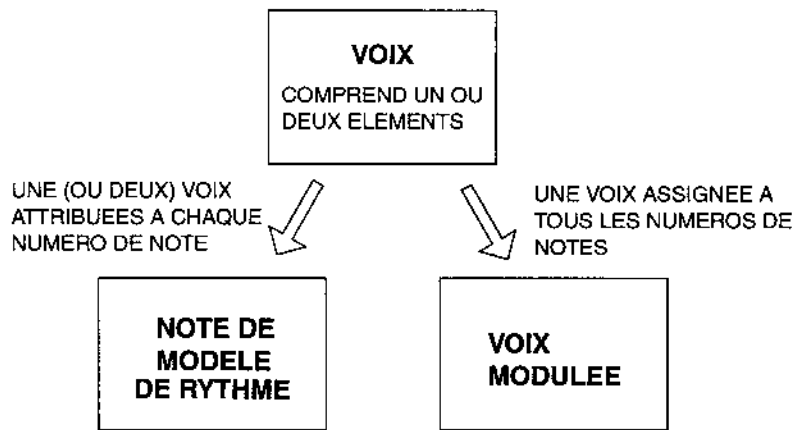 VOIX
COMPREND UN OU
DEUX ELEMENTS
UNE (OU DEUX) VOIX
ATTRIBUEES A CHAQUE
NUMERO DE NOTE
UNE VOIX ASSIGNEE A
TOUS LES NUMEROS DE
NOTES
NOTE DE
MODELE
DE RYTHME
VOIX
MODULEE